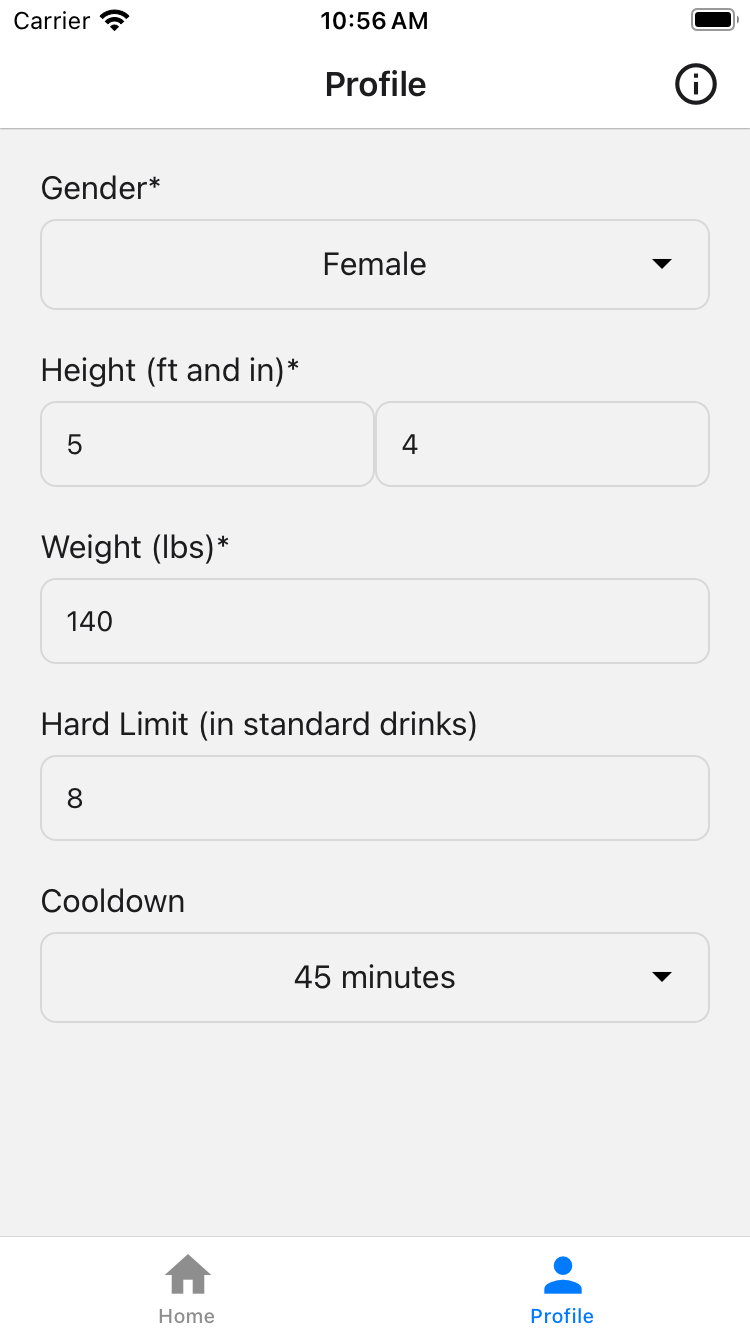 Carrier 10:56 AM
Profile
Gender*
Female
Height (ft and in)*
5 4
Weight (lbs)*
140
Hard Limit (in standard drinks)
8
Cooldown
45 minutes
Home Profile